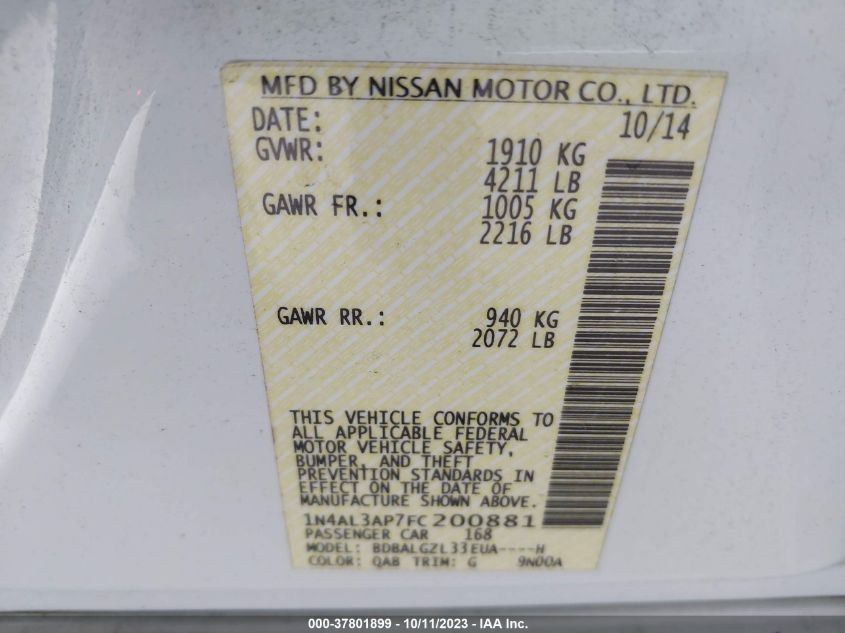 MFD BY NISSAN MOTOR CO., LTD.
DATE: 10/14
GVWR: 1910 KG
4211 LB
GAWR FR.: 1005 KG
2216 LB
GAWR RR.: 940 KG
2072 LB
THIS VEHICLE CONFORMS TO
ALL APPLICABLE FEDERAL
MOTOR VEHICLE SAFETY,
BUMPER, AND THEFT
PREVENTION STANDARDS IN
EFFECT ON THE DATE OF
MANUFACTURE SHOWN ABOVE.
1N4AL3AP7FC200881
PASSENGER CAR 168
MODEL: BDBALGZL33EUA----H
COLOR: QAB TRIM: G 9N00A
000-37801899 - 10/11/2023 - IAA Inc.